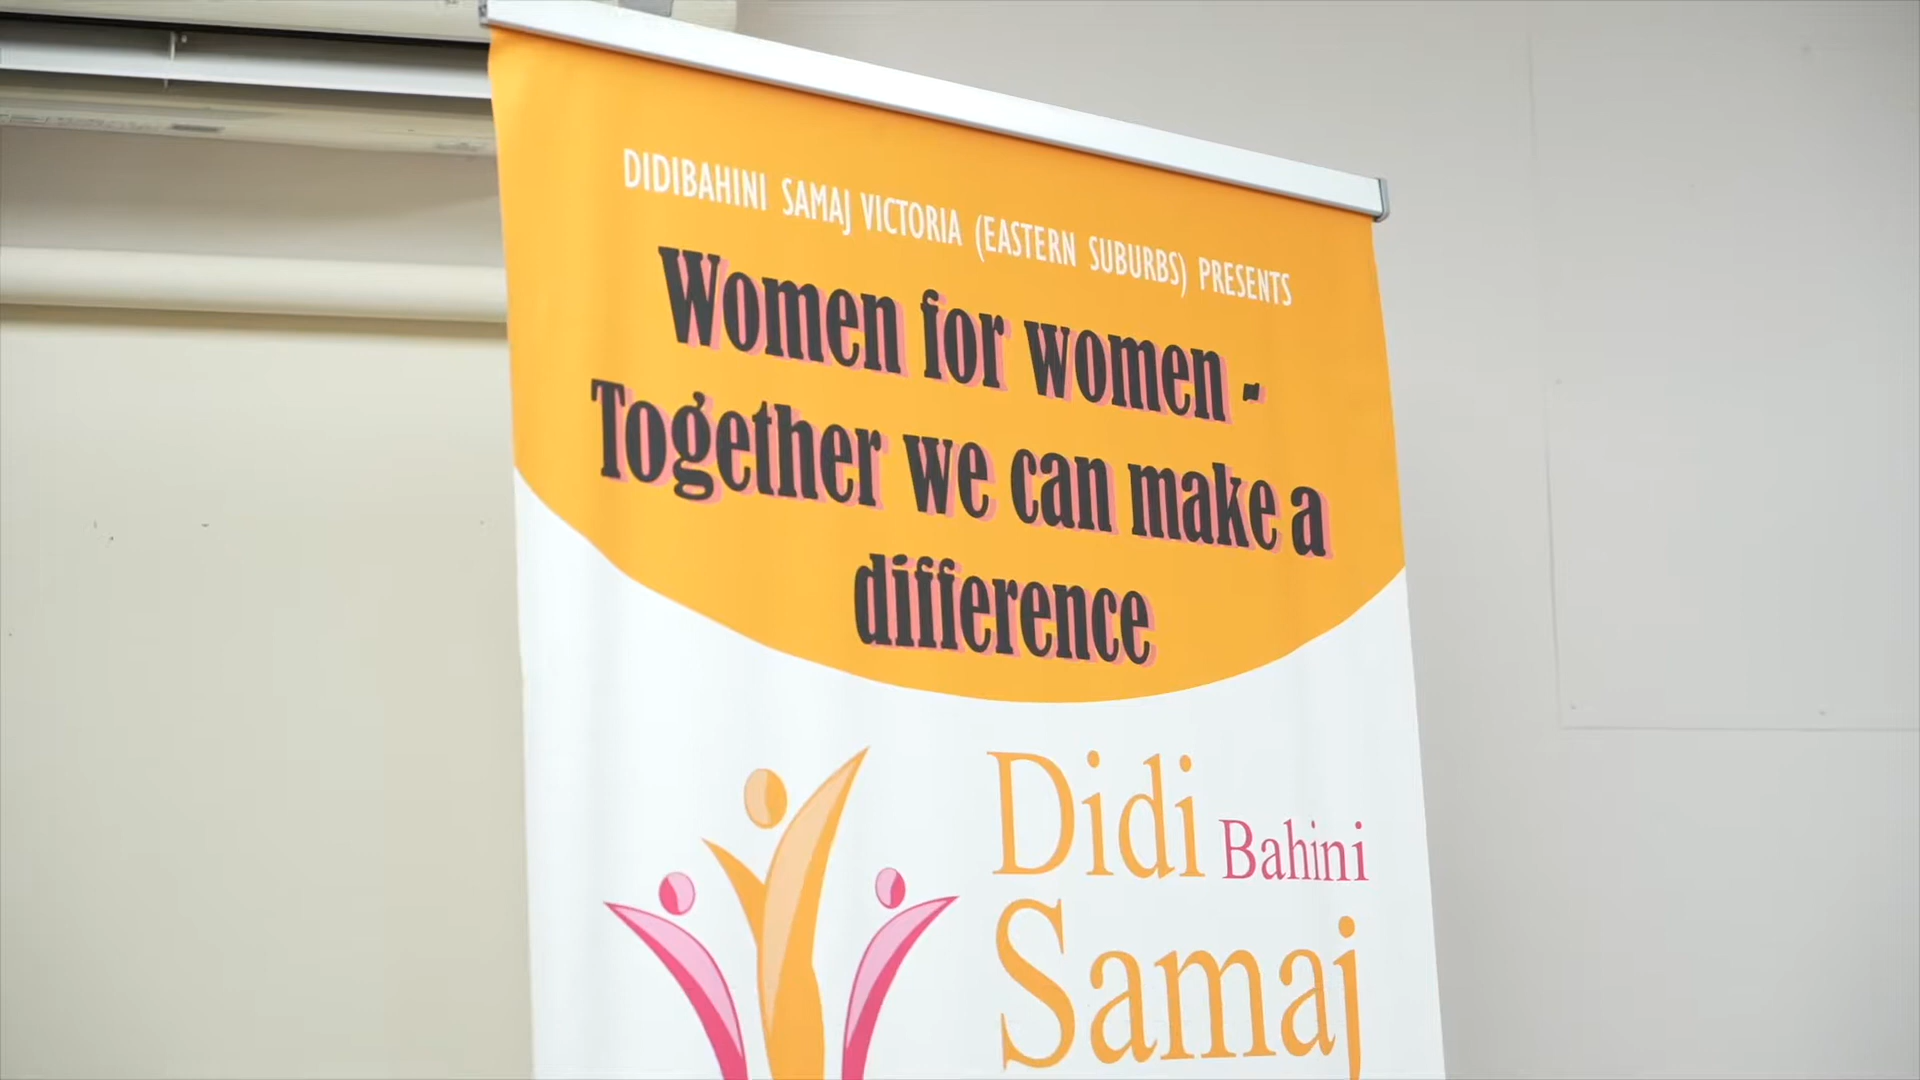 DIDIBAHINI SAMAJ VICTORIA (EASTERN SUBURBS) PRESENTS
Women for women -
Together we can make a
difference
Didi Bahini
Samaj